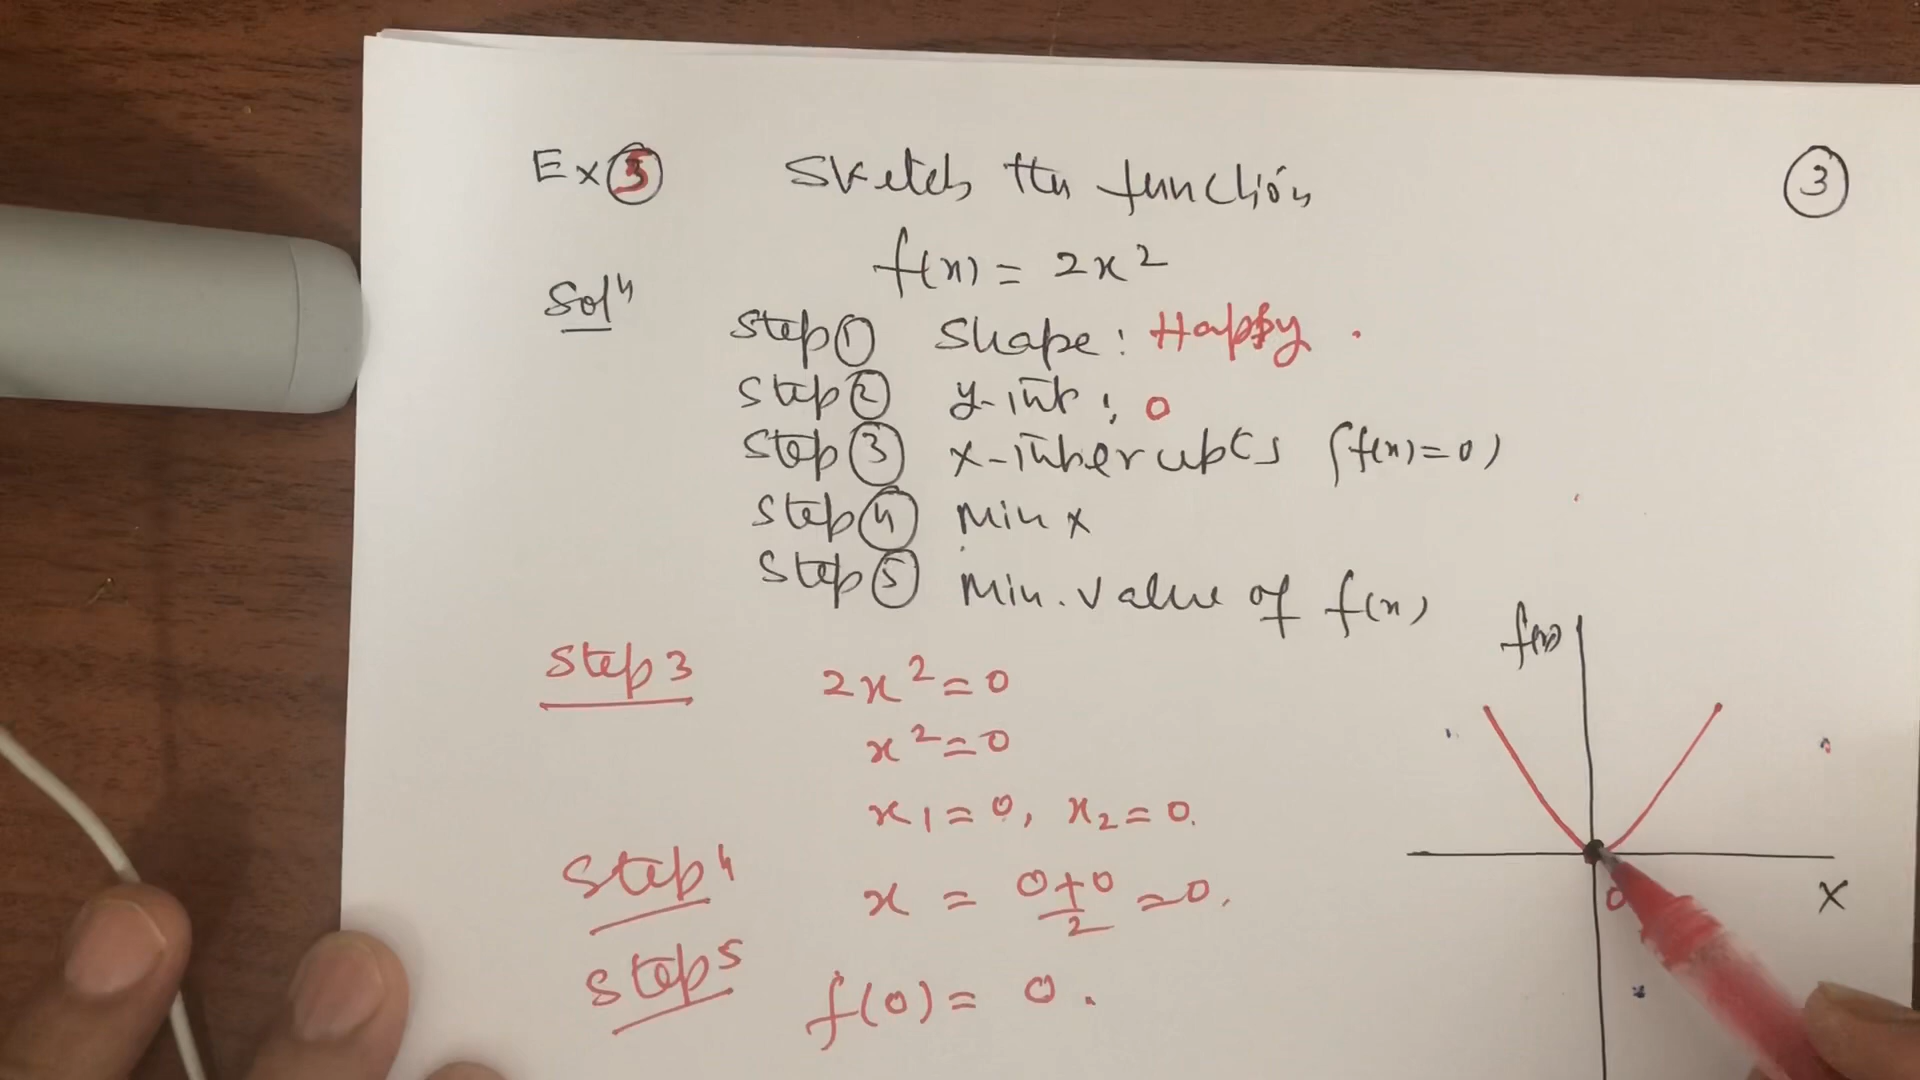 Ex ③ Sketch the function ③
f(x) = 2x²
Solⁿ
Step ① Shape: Happy.
Step ② y-int: 0
Step ③ x-intercepts (f(x)=0)
Step ④ Min x
Step ⑤ Min. value of f(x)
Step 3 2x²=0
x²=0
x₁=0, x₂=0.
Step 4 x = (0+0)/2 = 0.
Step 5 f(0) = 0.
f(x)
0
X